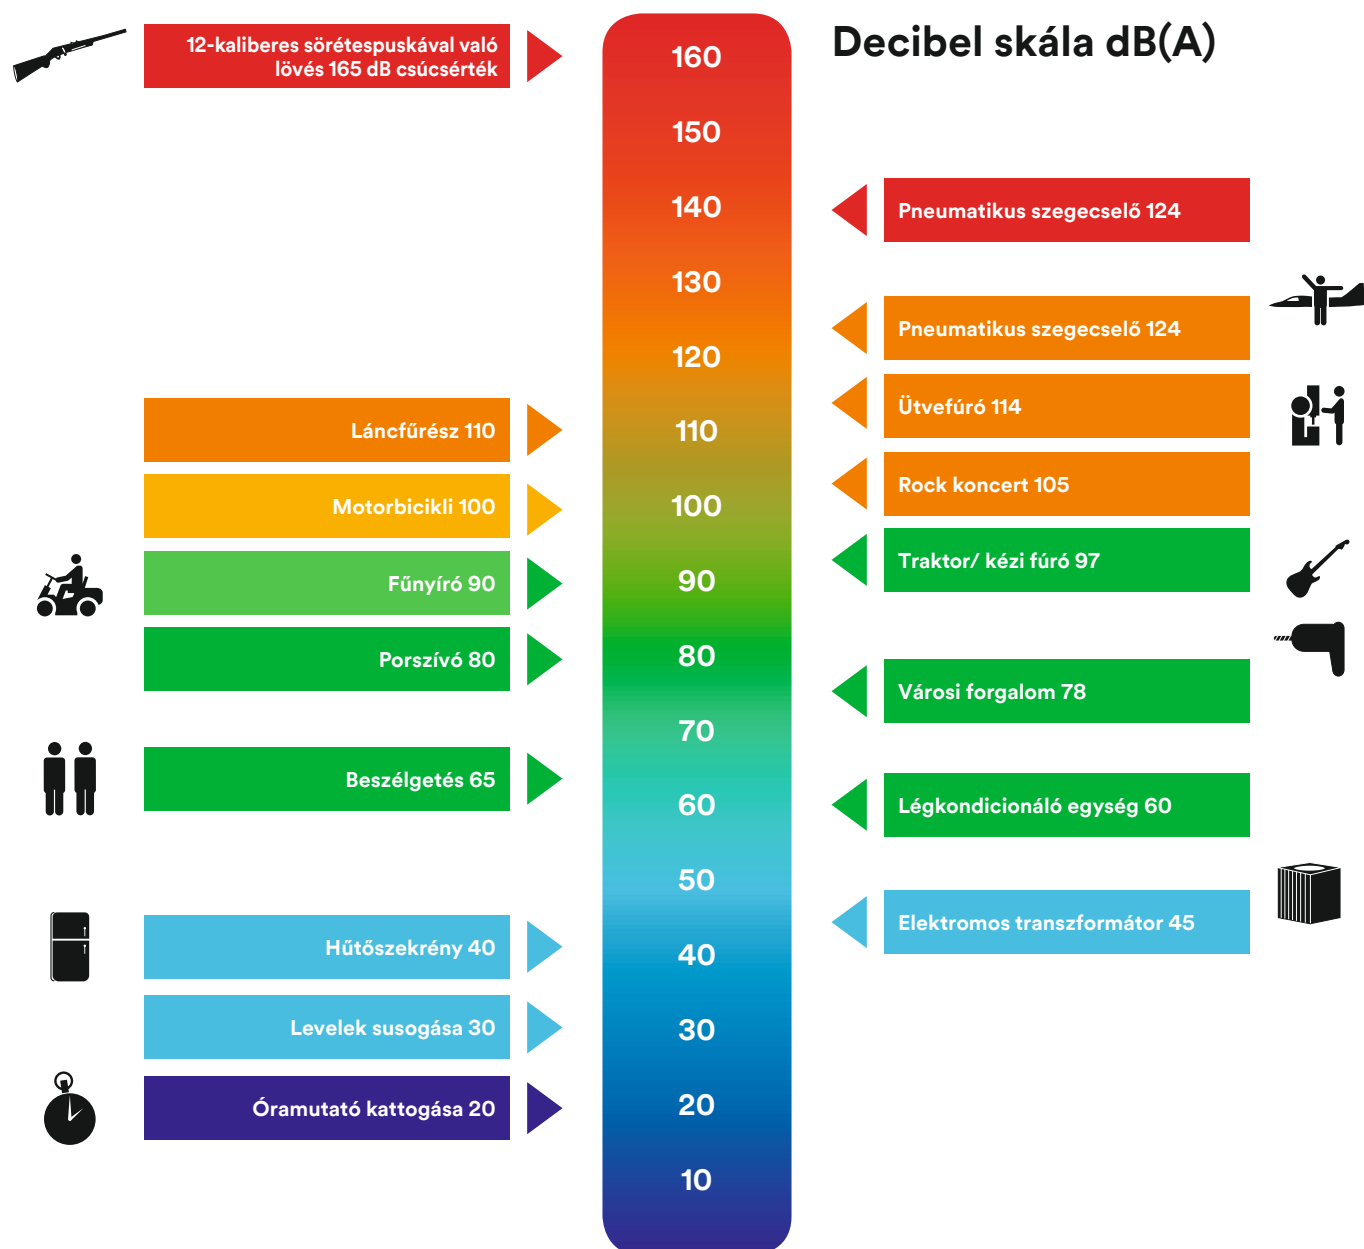 Decibel skála dB(A)
12-kaliberes sörétespuskával való
lövés 165 dB csúcsérték
Láncfűrész 110
Motorbicikli 100
Fűnyíró 90
Porszívó 80
Beszélgetés 65
Hűtőszekrény 40
Levelek susogása 30
Óramutató kattogása 20
160
150
140
130
120
110
100
90
80
70
60
50
40
30
20
10
Pneumatikus szegecselő 124
Pneumatikus szegecselő 124
Ütvefúró 114
Rock koncert 105
Traktor/ kézi fúró 97
Városi forgalom 78
Légkondicionáló egység 60
Elektromos transzformátor 45